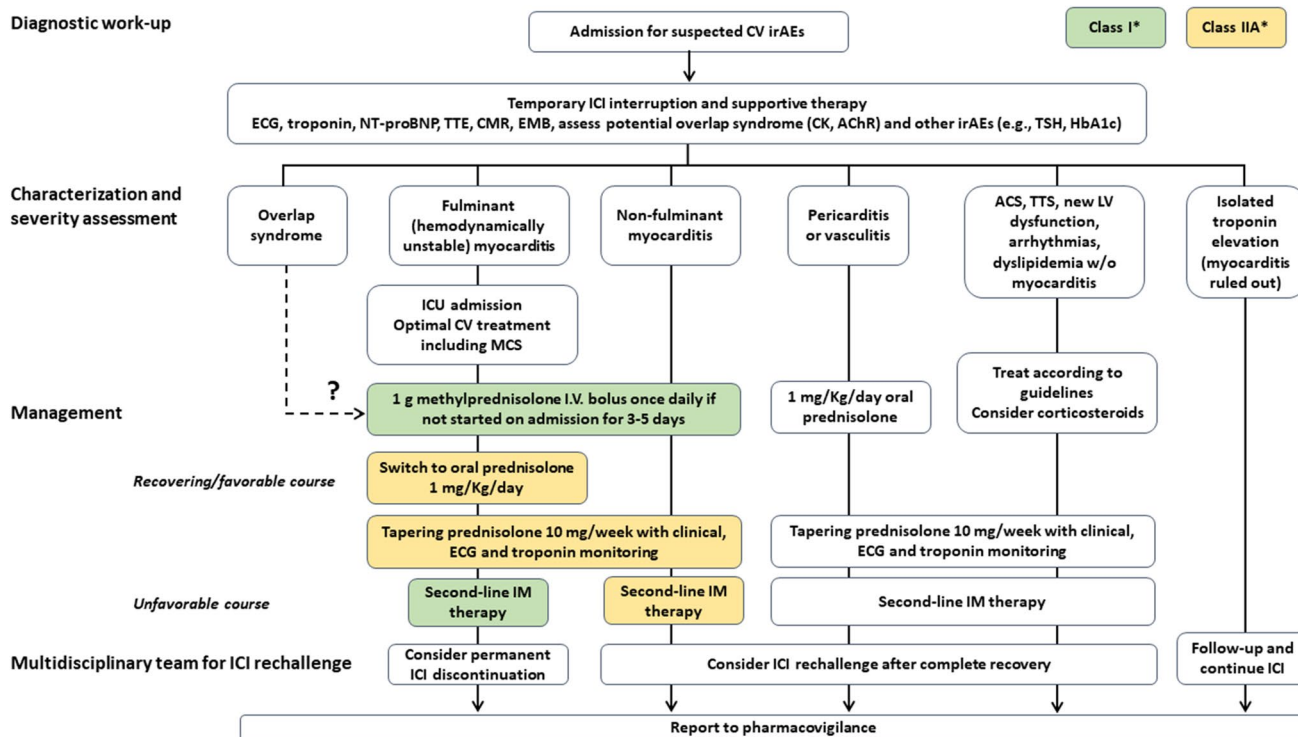 Diagnostic work-up
Admission for suspected CV irAEs
Class I*
Class IIA*
Temporary ICI interruption and supportive therapy
ECG, troponin, NT-proBNP, TTE, CMR, EMB, assess potential overlap syndrome (CK, AChR) and other irAEs (e.g., TSH, HbA1c)
Characterization and
severity assessment
Overlap
syndrome
Fulminant
(hemodynamically
unstable) myocarditis
Non-fulminant
myocarditis
Pericarditis
or vasculitis
ACS, TTS, new LV
dysfunction,
arrhythmias,
dyslipidemia w/o
myocarditis
Isolated
troponin
elevation
(myocarditis
ruled out)
ICU admission
Optimal CV treatment
including MCS
?
Management
1 g methylprednisolone I.V. bolus once daily if
not started on admission for 3-5 days
1 mg/Kg/day oral
prednisolone
Treat according to
guidelines
Consider corticosteroids
Recovering/favorable course
Switch to oral prednisolone
1 mg/Kg/day
Tapering prednisolone 10 mg/week with clinical,
ECG and troponin monitoring
Tapering prednisolone 10 mg/week with clinical,
ECG and troponin monitoring
Unfavorable course
Second-line IM
therapy
Second-line IM
therapy
Second-line IM therapy
Multidisciplinary team for ICI rechallenge
Consider permanent
ICI discontinuation
Consider ICI rechallenge after complete recovery
Follow-up and
continue ICI
Report to pharmacovigilance